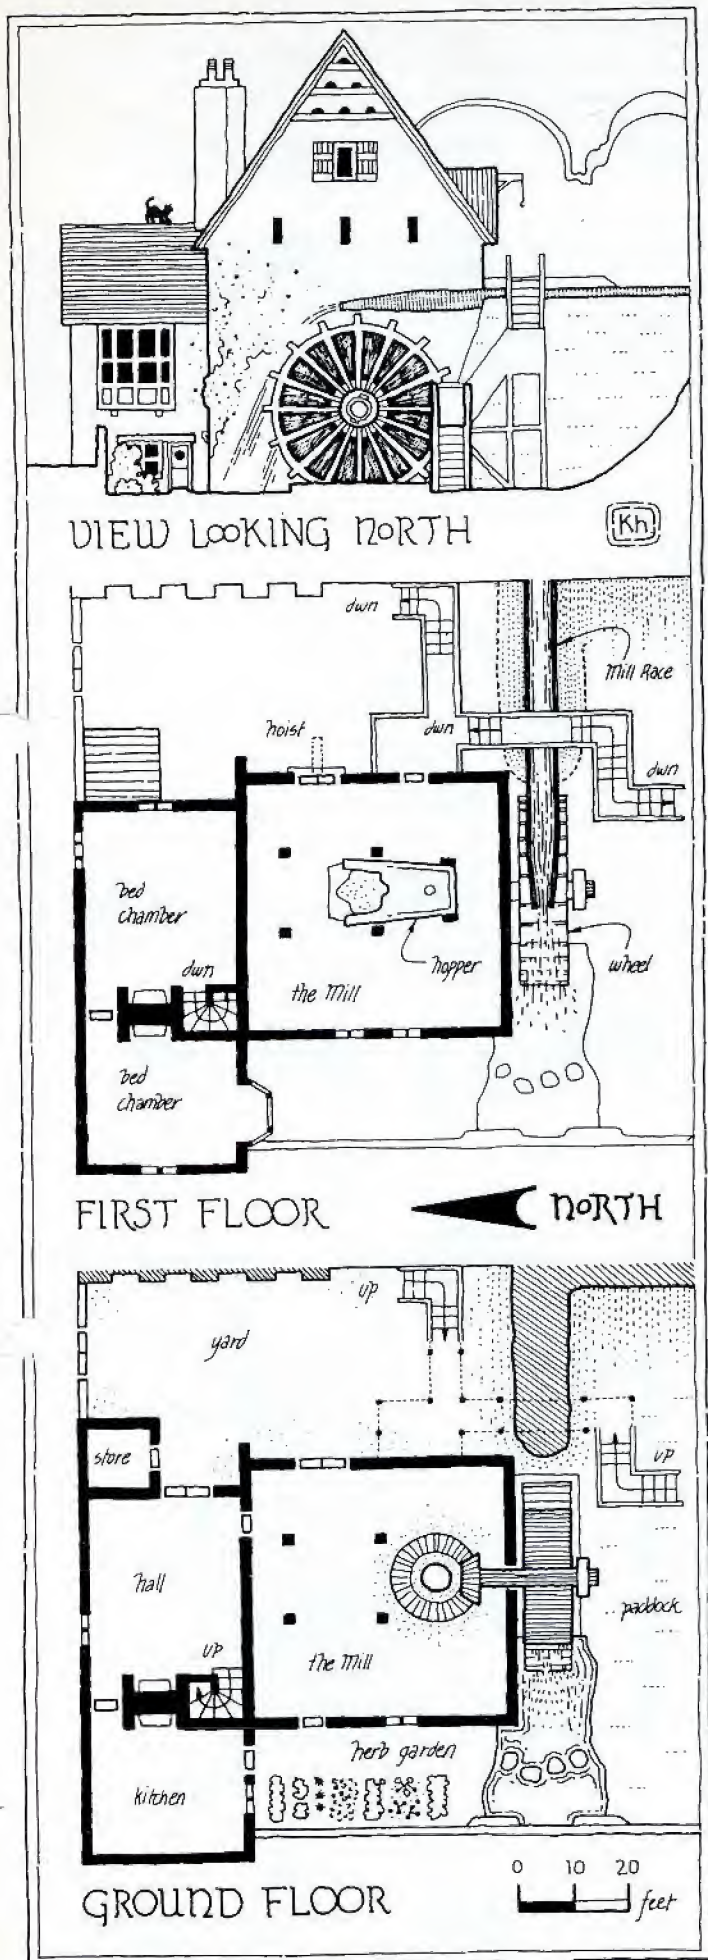 VIEW LOOKING NORTH
Kh
dwn
Mill Race
hoist
dwn
dwn
bed
chamber
dwn
hopper
the Mill
wheel
bed
chamber
FIRST FLOOR
NORTH
up
yard
store
up
hall
paddock
up
the Mill
herb garden
kitchen
0 10 20
feet
GROUND FLOOR